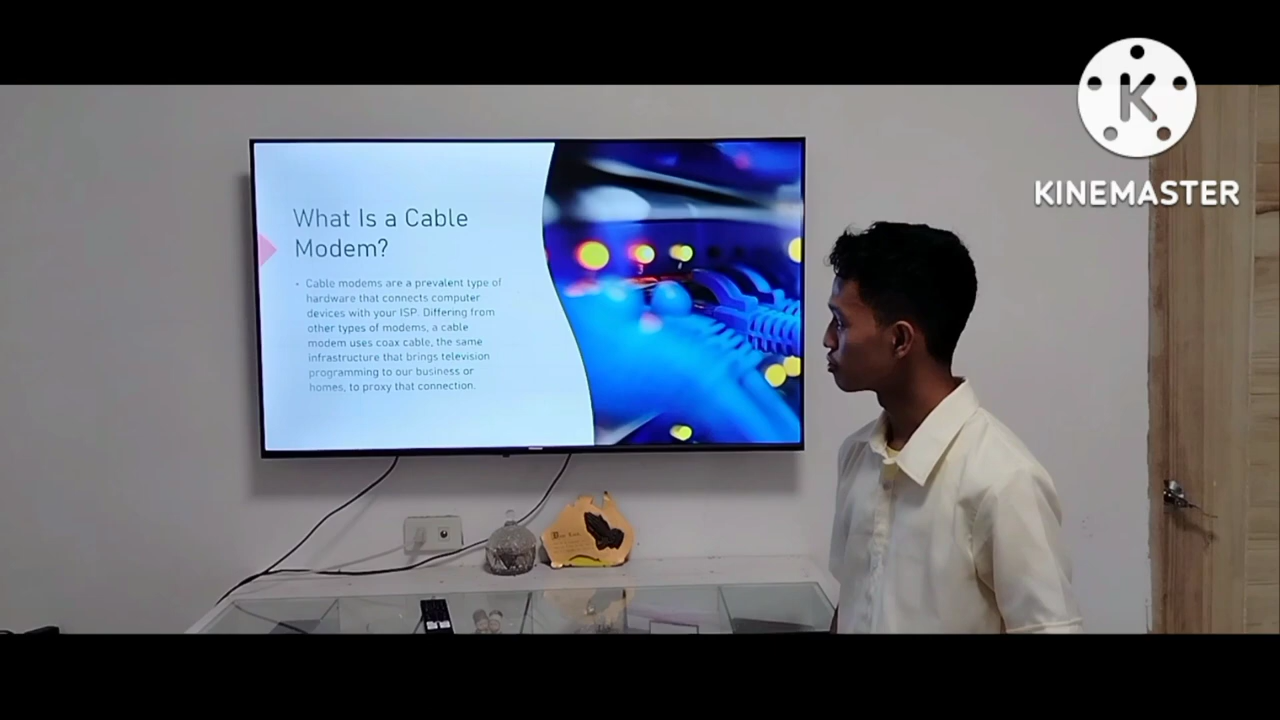 K
KINEMASTER
What Is a Cable
Modem?
• Cable modems are a prevalent type of
hardware that connects computer
devices with your ISP. Differing from
other types of modems, a cable
modem uses coax cable, the same
infrastructure that brings television
programming to our business or
homes, to proxy that connection.